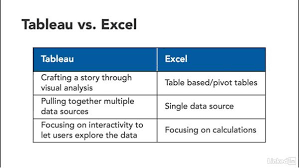 Tableau vs. Excel
Tableau Excel
Crafting a story through
visual analysis
Table based/pivot tables
Pulling together multiple
data sources
Single data source
Focusing on interactivity to
let users explore the data
Focusing on calculations